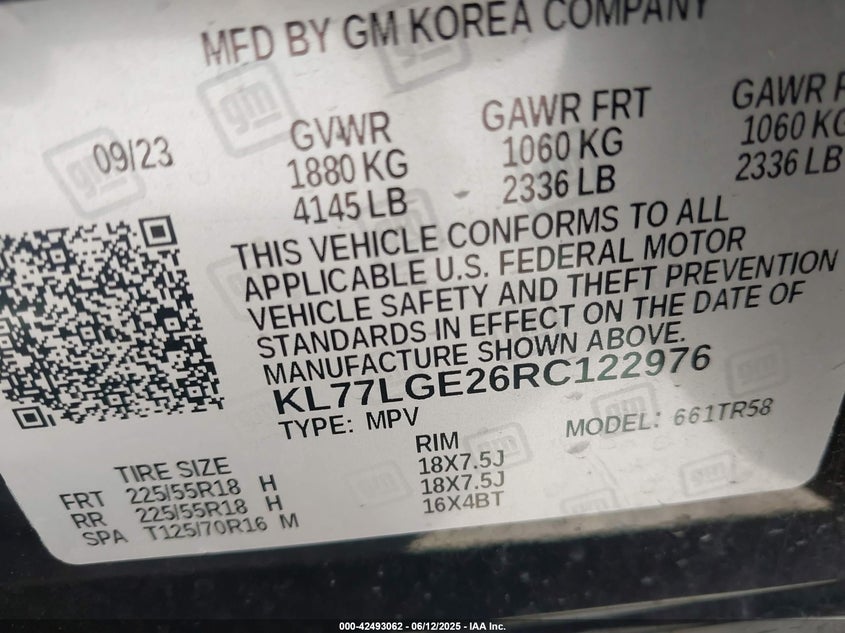 MFD BY GM KOREA COMPANY
09/23
GVWR
1880 KG
4145 LB
GAWR FRT
1060 KG
2336 LB
GAWR
1060 KG
2336 LB
THIS VEHICLE CONFORMS TO ALL
APPLICABLE U.S. FEDERAL MOTOR
VEHICLE SAFETY AND THEFT PREVENTION
STANDARDS IN EFFECT ON THE DATE OF
MANUFACTURE SHOWN ABOVE.
KL77LGE26RC122976
TYPE: MPV
MODEL: 661TR58
TIRE SIZE
FRT 225/55R18 H
RR 225/55R18 H
SPA T125/70R16 M
RIM
18X7.5J
18X7.5J
16X4BT
gm
000-42493062 - 06/12/2025 - IAA Inc.